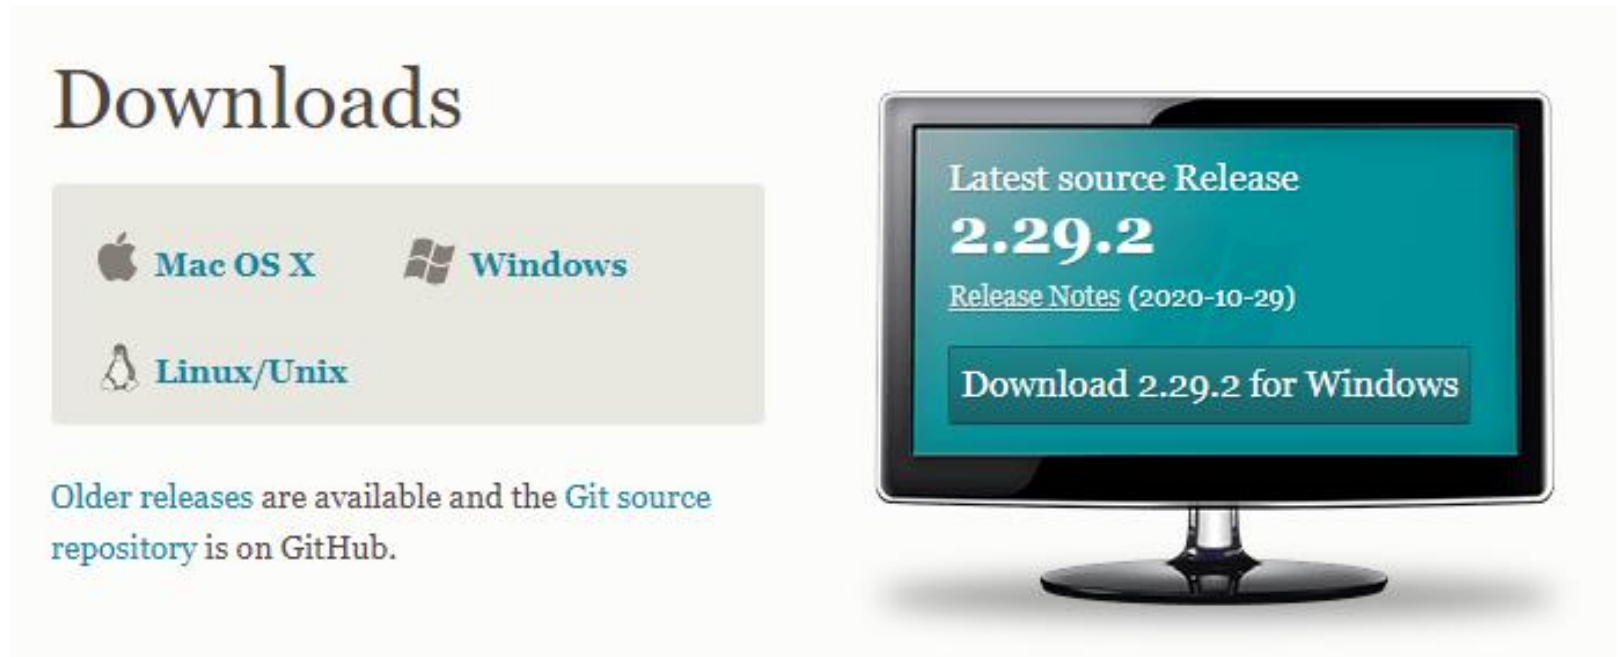 Downloads
Mac OS X
Windows
Linux/Unix
Older releases are available and the Git source
repository is on GitHub.
Latest source Release
2.29.2
Release Notes (2020-10-29)
Download 2.29.2 for Windows